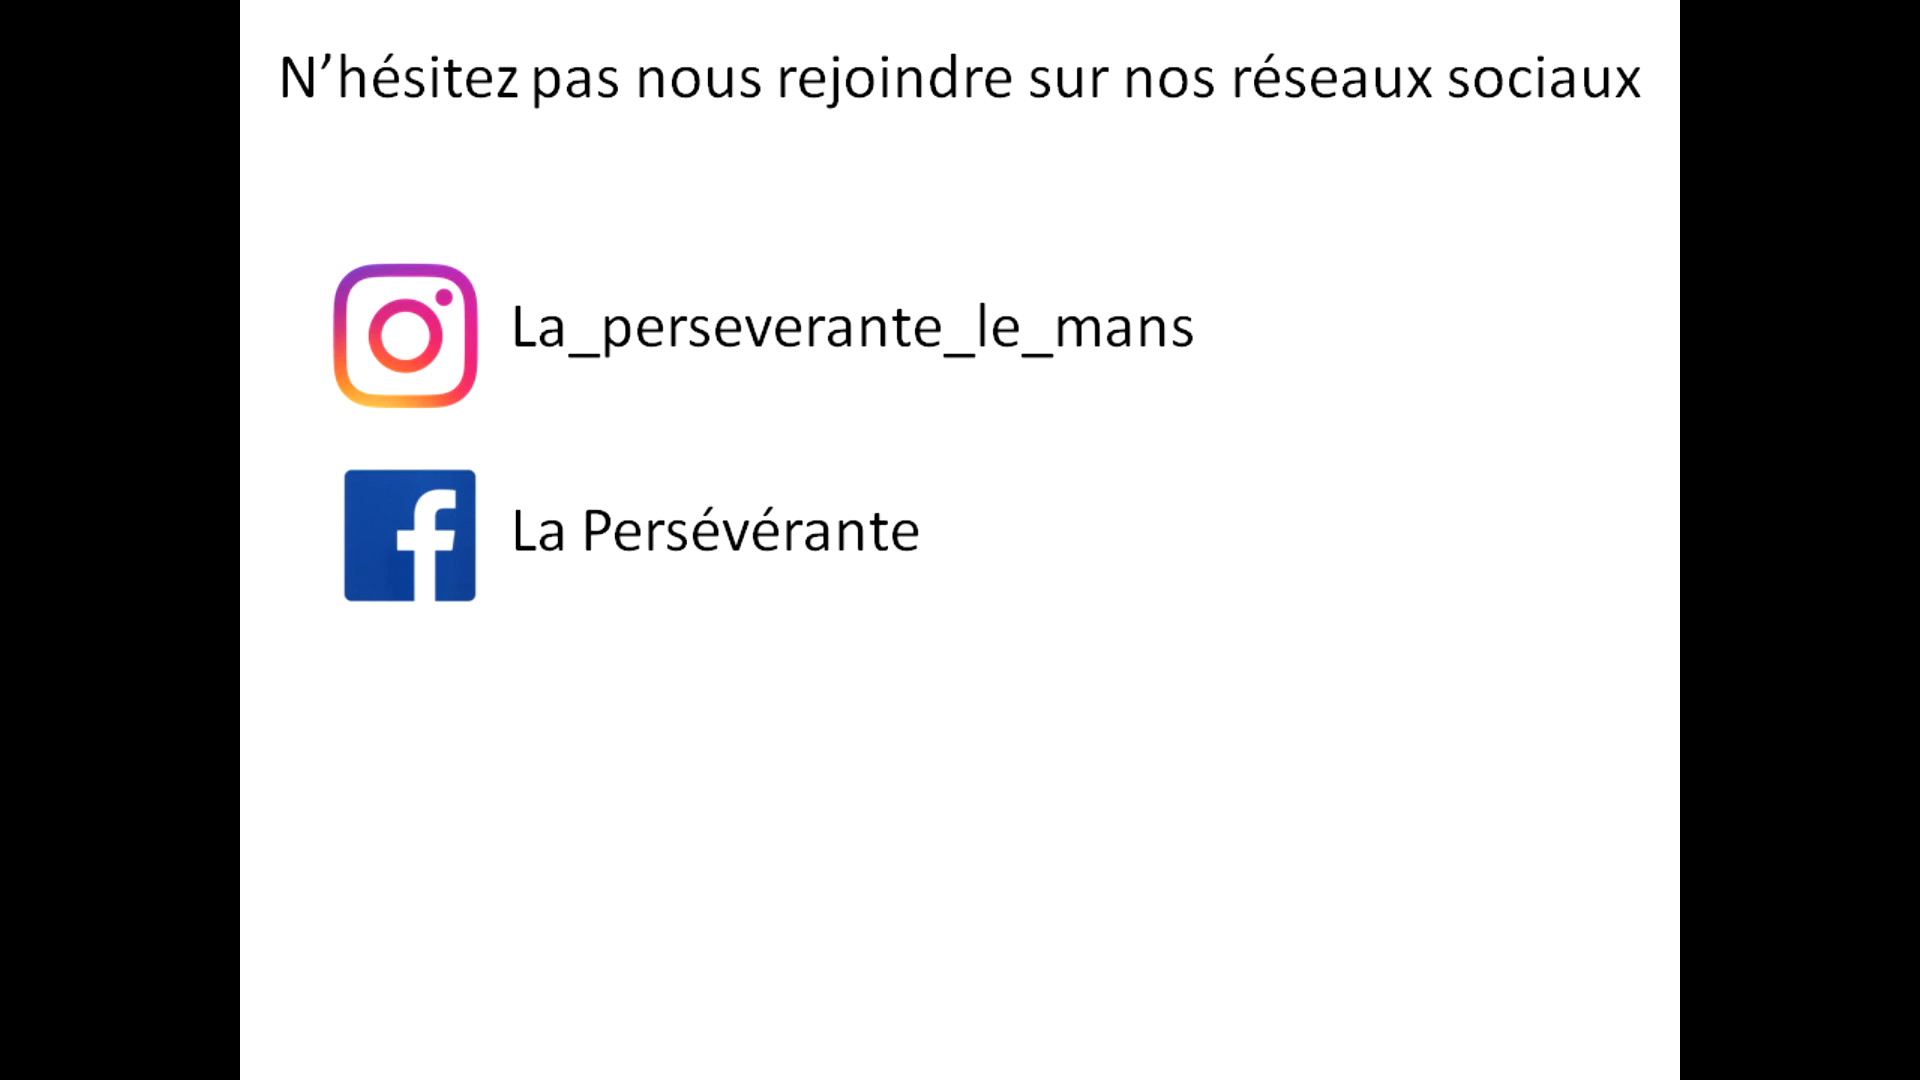 N’hésitez pas nous rejoindre sur nos réseaux sociaux
La_perseverante_le_mans
La Persévérante